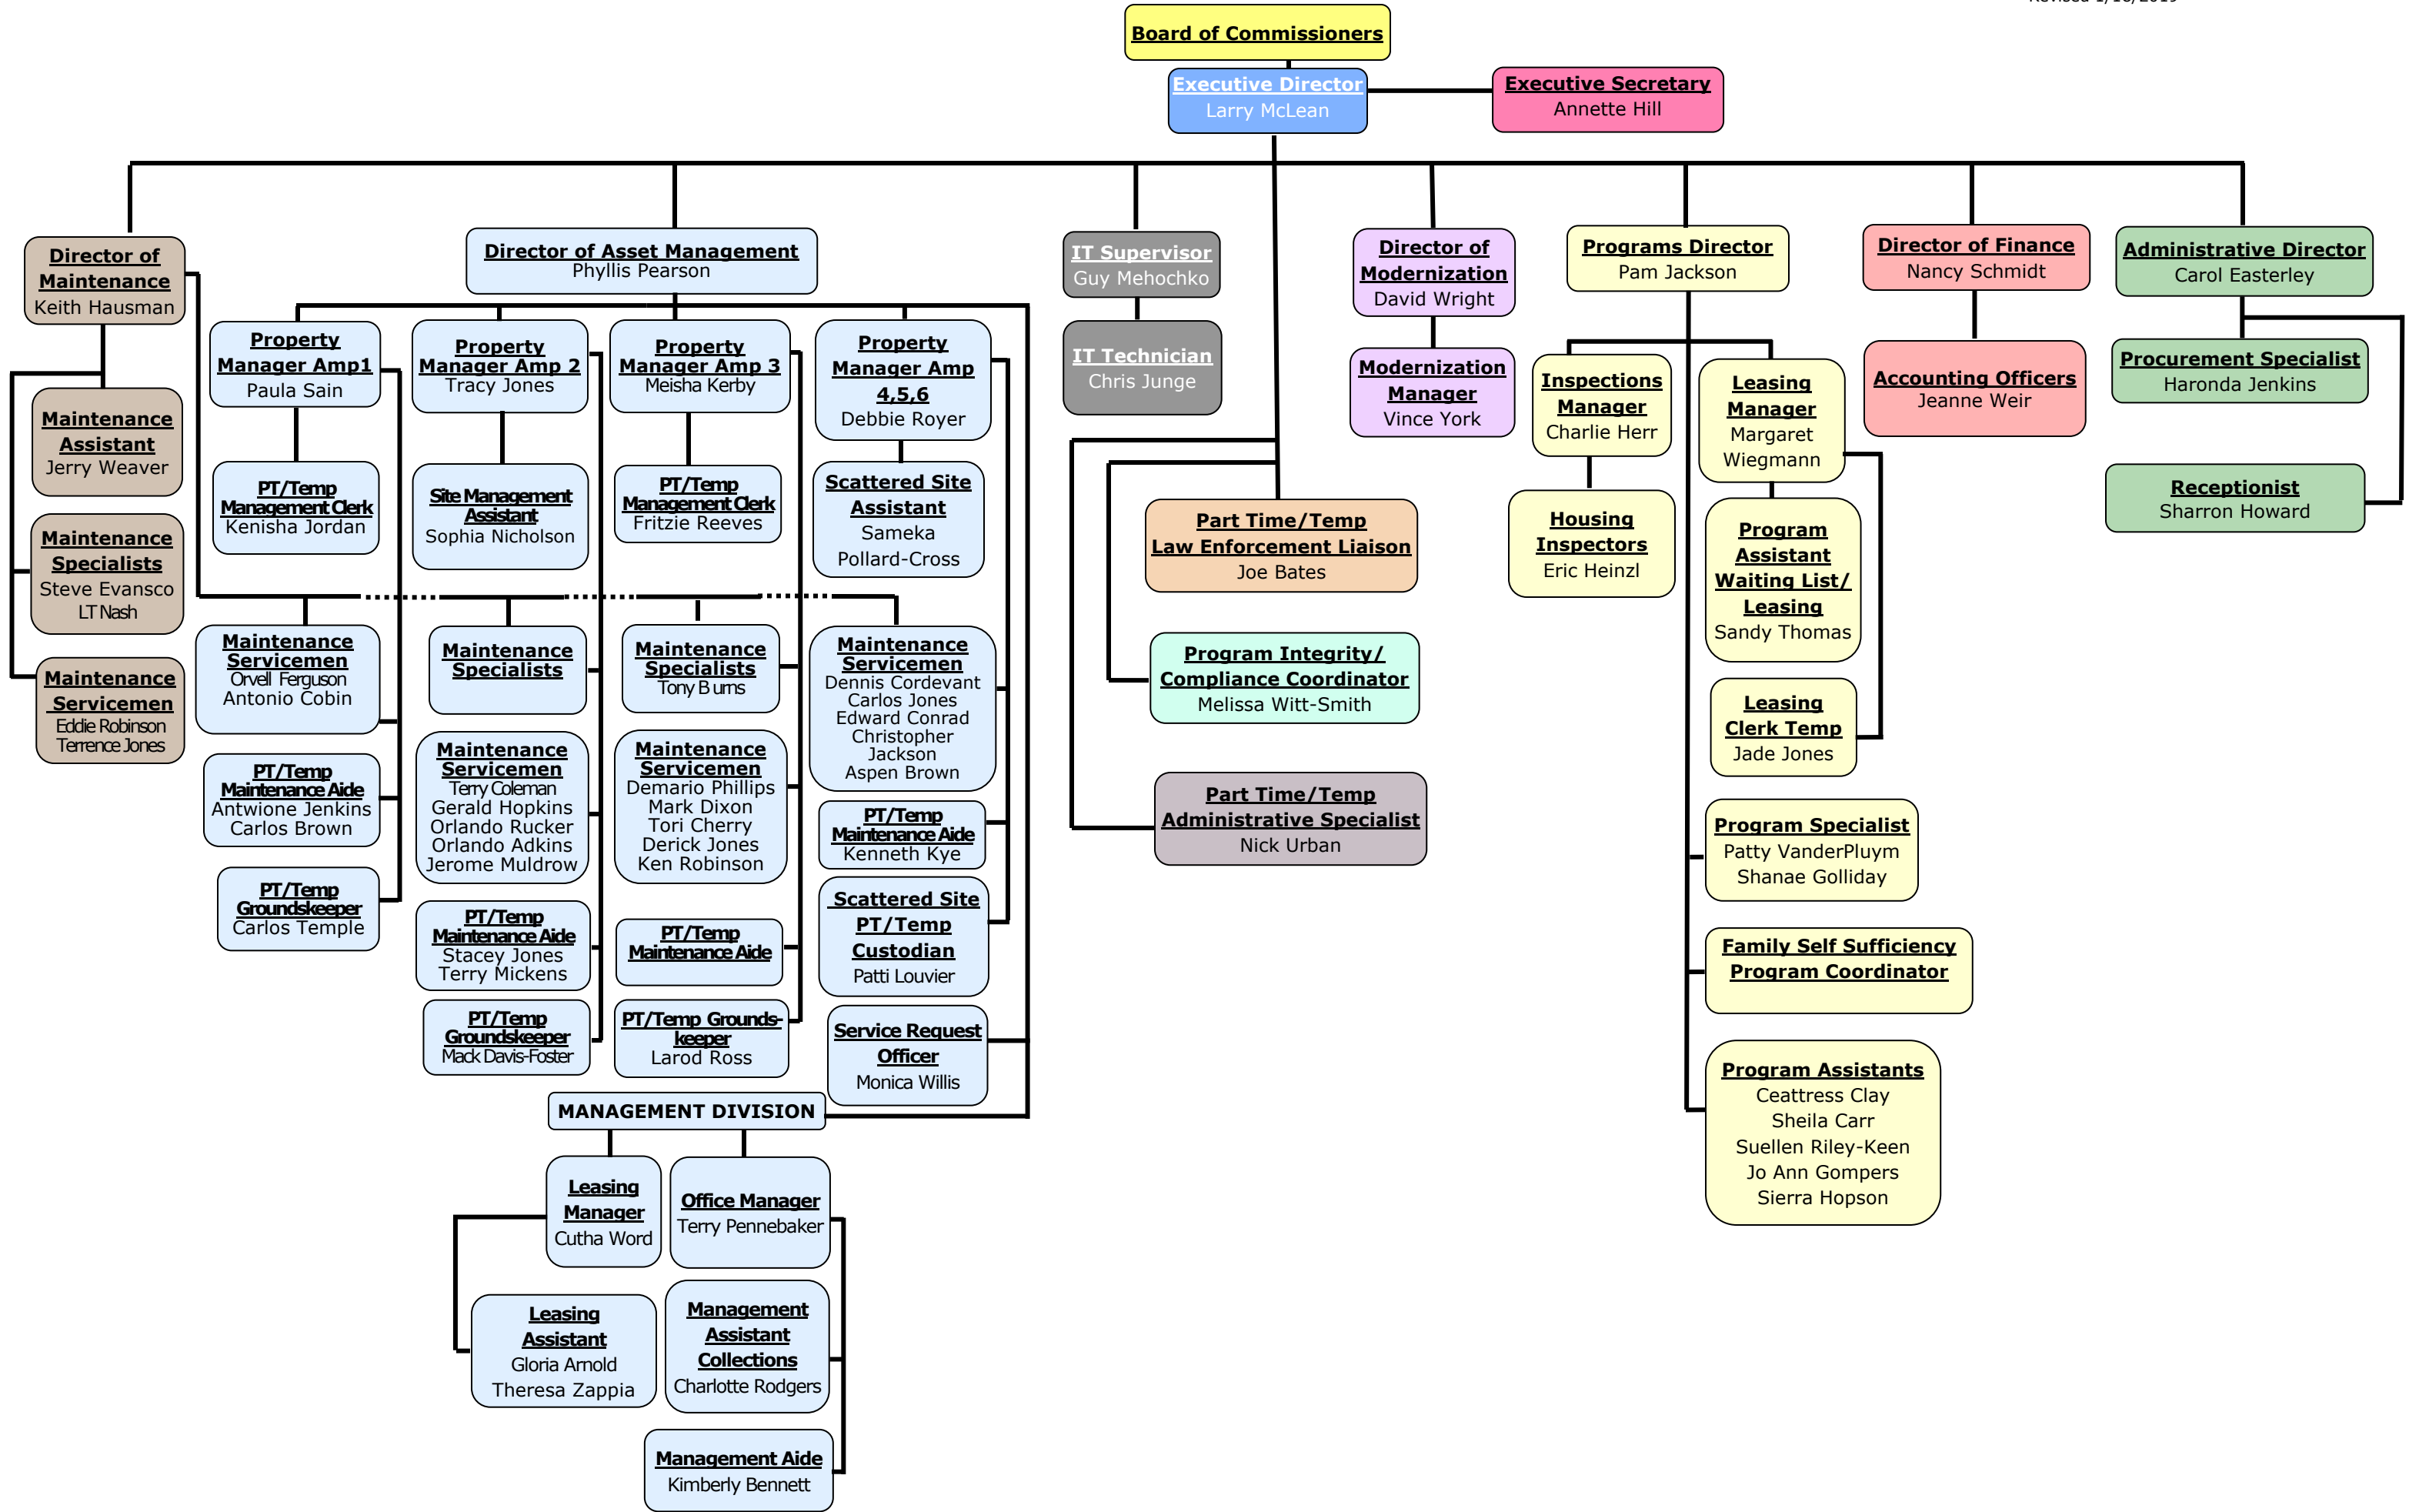 Revised 1/16/2019
Board of Commissioners
Executive Director
Larry McLean
Executive Secretary
Annette Hill
Director of
Maintenance
Keith Hausman
Director of Asset Management
Phyllis Pearson
IT Supervisor
Guy Mehochko
Director of
Modernization
David Wright
Programs Director
Pam Jackson
Director of Finance
Nancy Schmidt
Administrative Director
Carol Easterley
Property
Manager Amp1
Paula Sain
Property
Manager Amp 2
Tracy Jones
Property
Manager Amp 3
Meisha Kerby
Property
Manager Amp
4,5,6
Debbie Royer
IT Technician
Chris Junge
Modernization
Manager
Vince York
Inspections
Manager
Charlie Herr
Leasing
Manager
Margaret
Wiegmann
Accounting Officers
Jeanne Weir
Procurement Specialist
Haronda Jenkins
Maintenance
Assistant
Jerry Weaver
PT/Temp
Management Clerk
Kenisha Jordan
Site Management
Assistant
Sophia Nicholson
PT/Temp
Management Clerk
Fritzie Reeves
Scattered Site
Assistant
Sameka
Pollard-Cross
Part Time/Temp
Law Enforcement Liaison
Joe Bates
Housing
Inspectors
Eric Heinzl
Program
Assistant
Waiting List/
Leasing
Sandy Thomas
Receptionist
Sharron Howard
Maintenance
Specialists
Steve Evansco
LT Nash
Maintenance
Servicemen
Orvell Ferguson
Antonio Cobin
Maintenance
Specialists
Maintenance
Specialists
Tony Burns
Maintenance
Servicemen
Dennis Cordevant
Carlos Jones
Edward Conrad
Christopher
Jackson
Aspen Brown
Program Integrity/
Compliance Coordinator
Melissa Witt-Smith
Maintenance
Servicemen
Eddie Robinson
Terrence Jones
Leasing
Clerk Temp
Jade Jones
PT/Temp
Maintenance Aide
Antwione Jenkins
Carlos Brown
Maintenance
Servicemen
Terry Coleman
Gerald Hopkins
Orlando Rucker
Orlando Adkins
Jerome Muldrow
Maintenance
Servicemen
Demario Phillips
Mark Dixon
Tori Cherry
Derick Jones
Ken Robinson
PT/Temp
Maintenance Aide
Kenneth Kye
Part Time/Temp
Administrative Specialist
Nick Urban
Program Specialist
Patty VanderPluym
Shanae Golliday
PT/Temp
Groundskeeper
Carlos Temple
PT/Temp
Maintenance Aide
Stacey Jones
Terry Mickens
PT/Temp
Maintenance Aide
Scattered Site
PT/Temp
Custodian
Patti Louvier
Family Self Sufficiency
Program Coordinator
PT/Temp
Groundskeeper
Mack Davis-Foster
PT/Temp Grounds-
keeper
Larod Ross
Service Request
Officer
Monica Willis
Program Assistants
Ceattress Clay
Sheila Carr
Suellen Riley-Keen
Jo Ann Gompers
Sierra Hopson
MANAGEMENT DIVISION
Leasing
Manager
Cutha Word
Office Manager
Terry Pennebaker
Leasing
Assistant
Gloria Arnold
Theresa Zappia
Management
Assistant
Collections
Charlotte Rodgers
Management Aide
Kimberly Bennett